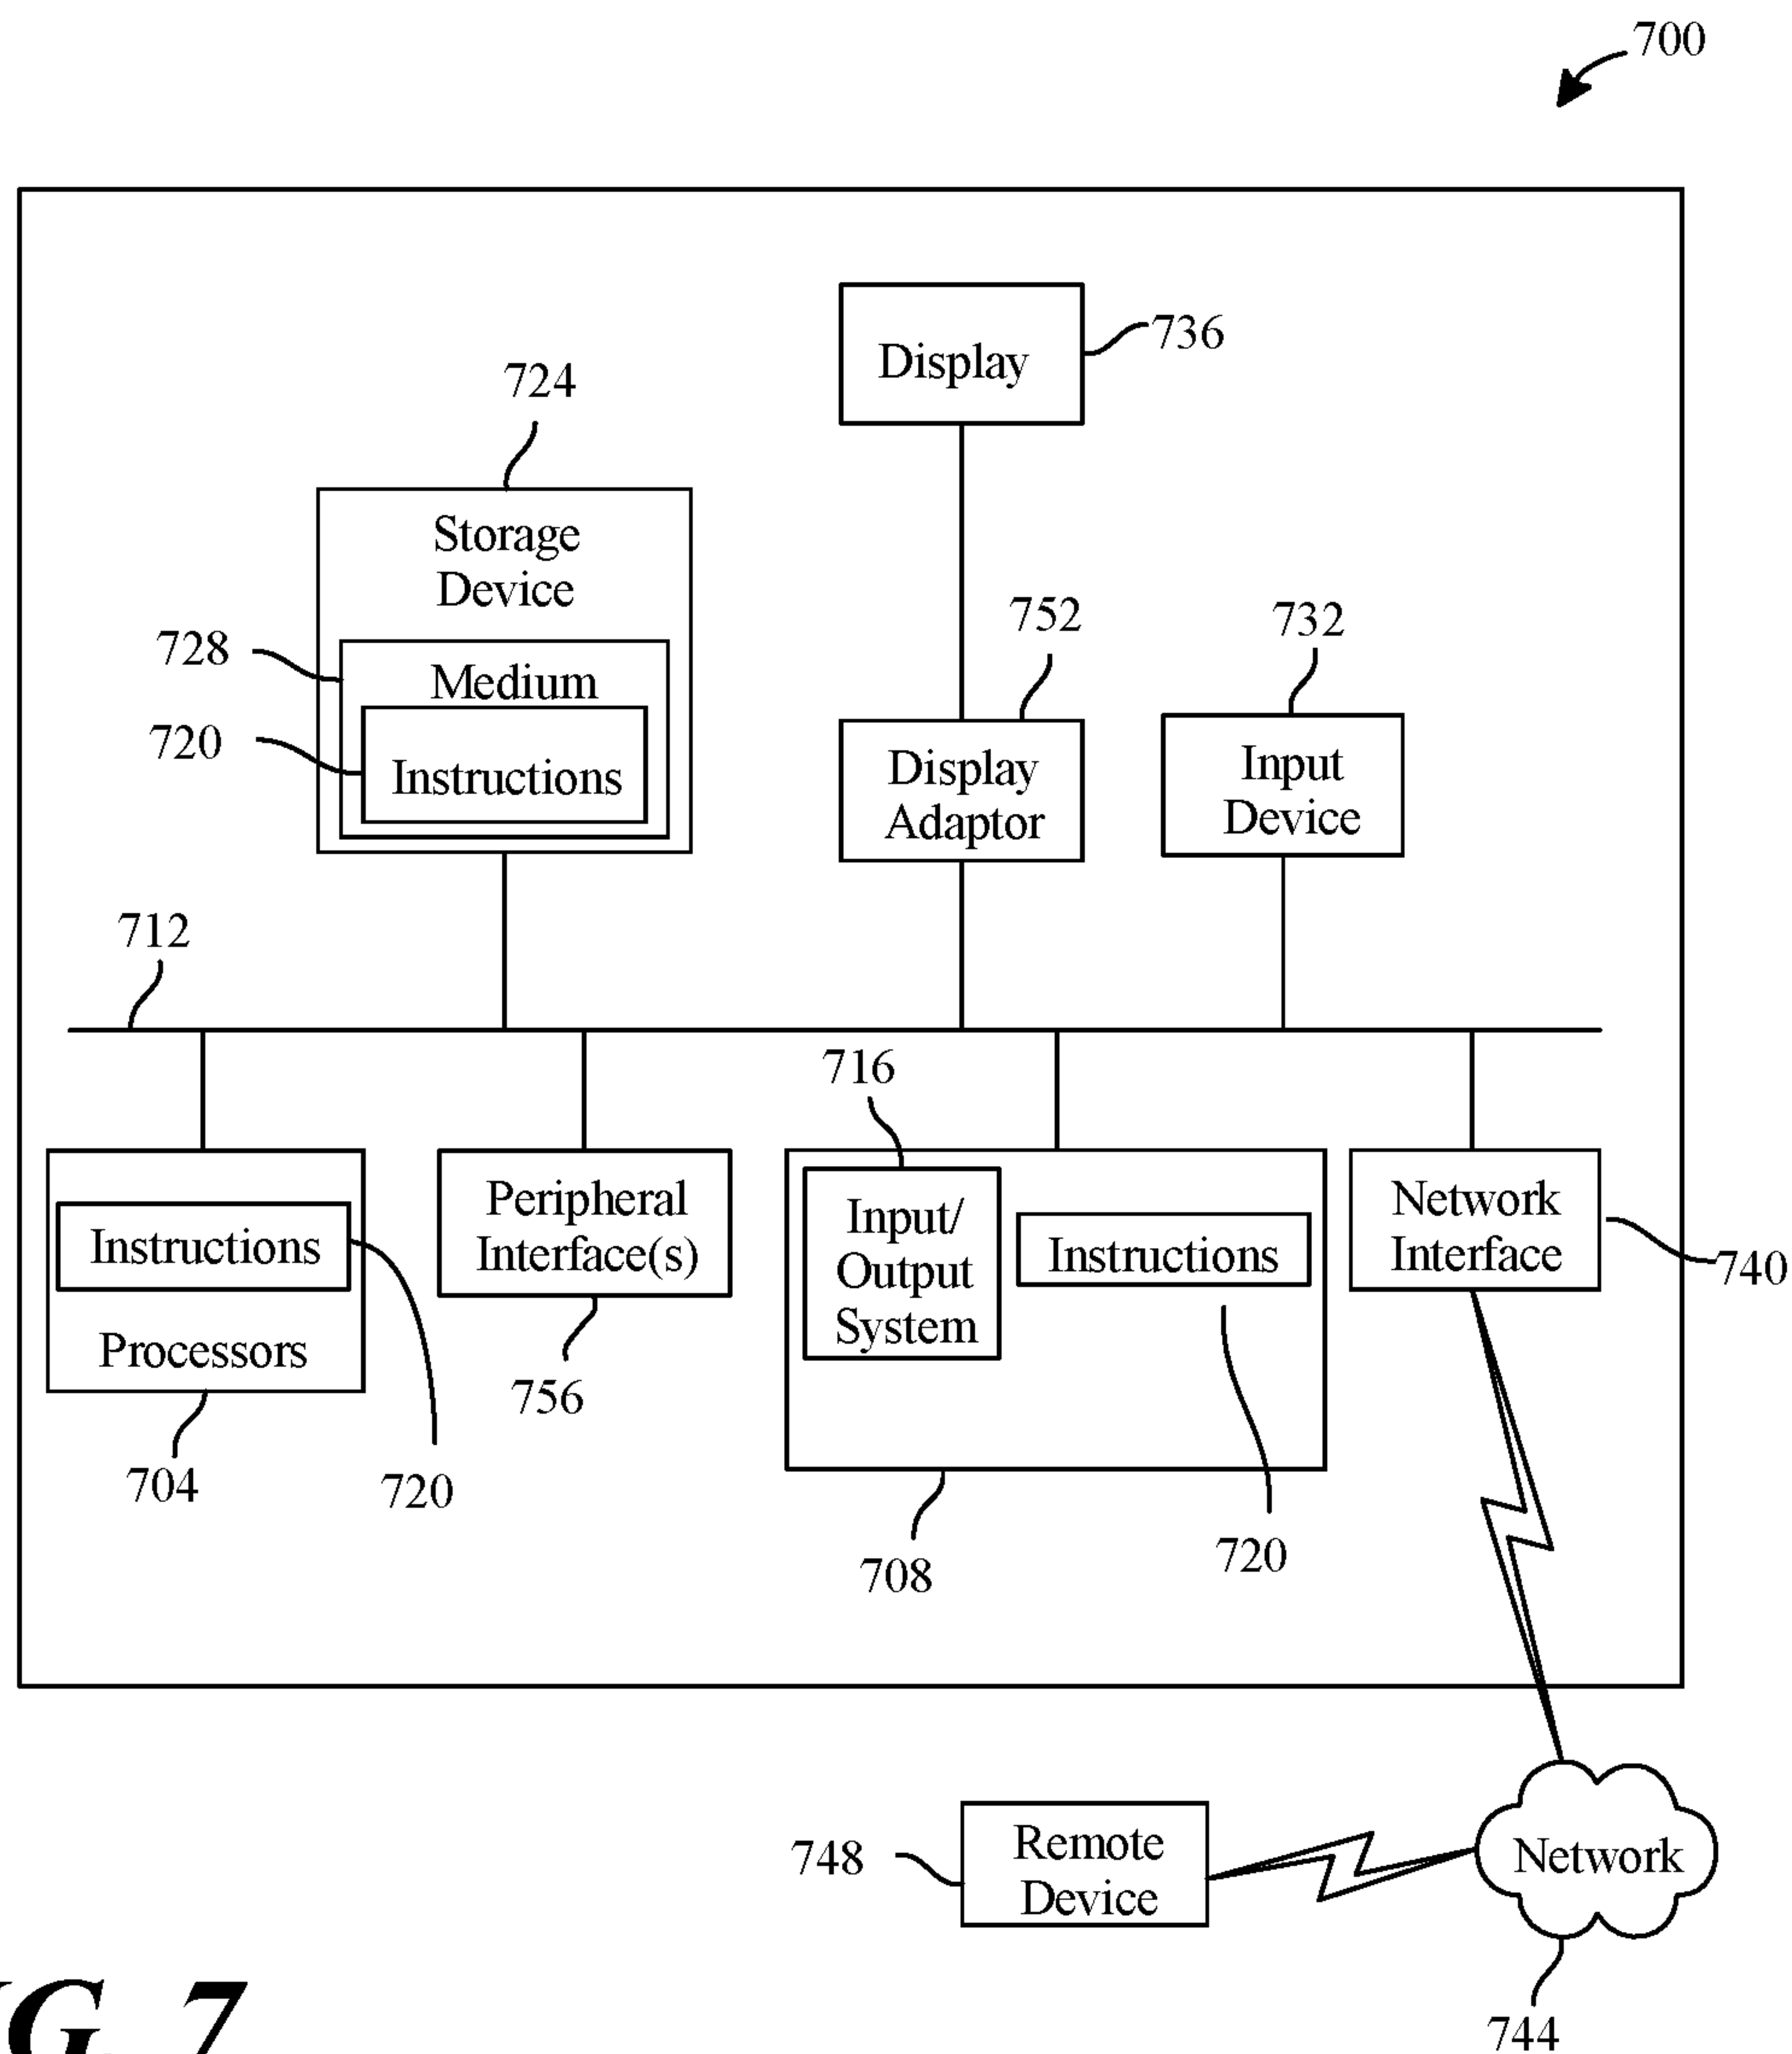 700
Display
736
724
Storage
Device
728
Medium
720
Instructions
752
Display
Adaptor
732
Input
Device
712
716
Instructions
Processors
704
720
Peripheral
Interface(s)
756
Input/
Output
System
Instructions
708
720
Network
Interface
740
748
Remote
Device
Network
744
G. 7